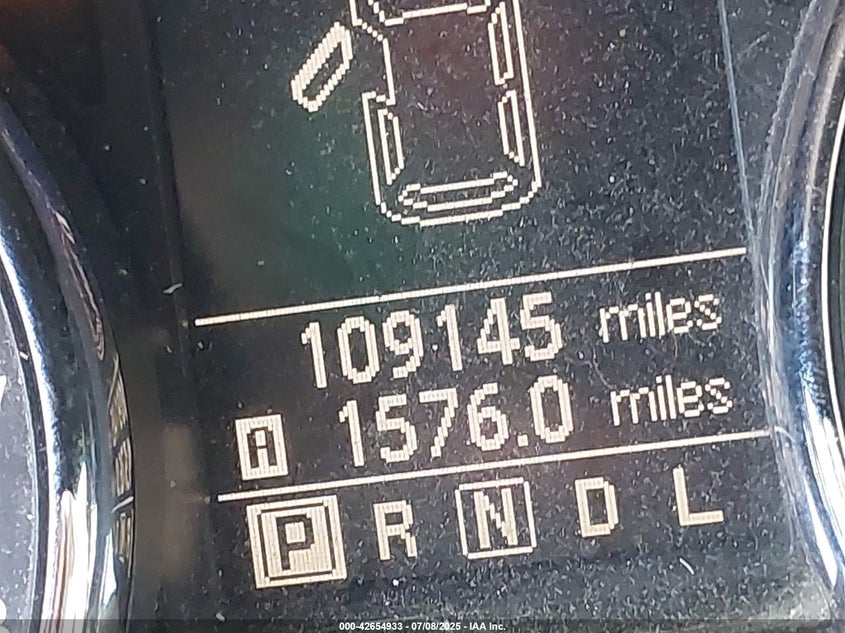 109145 miles
A 1576.0 miles
P R N D L
000-42654933 - 07/08/2025 - IAA Inc.